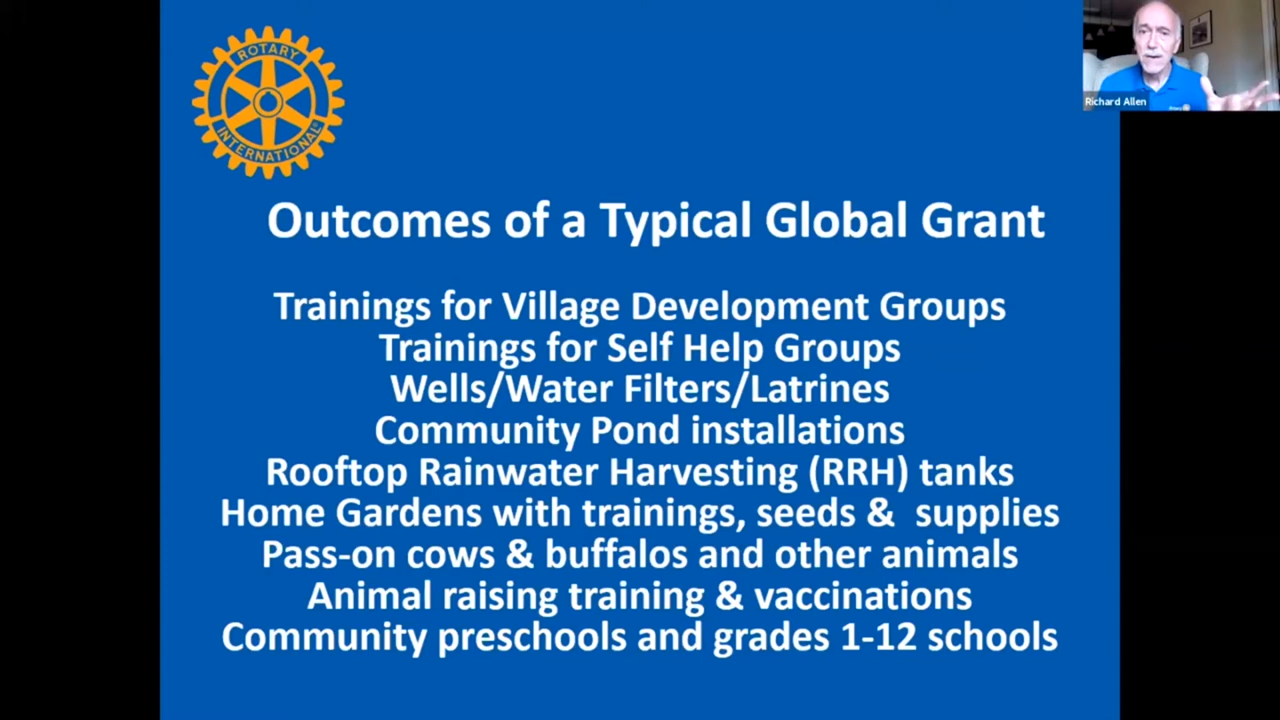 ROTARY
INTERNATIONAL
Richard Allen
Outcomes of a Typical Global Grant
Trainings for Village Development Groups
Trainings for Self Help Groups
Wells/Water Filters/Latrines
Community Pond installations
Rooftop Rainwater Harvesting (RRH) tanks
Home Gardens with trainings, seeds & supplies
Pass-on cows & buffalos and other animals
Animal raising training & vaccinations
Community preschools and grades 1-12 schools